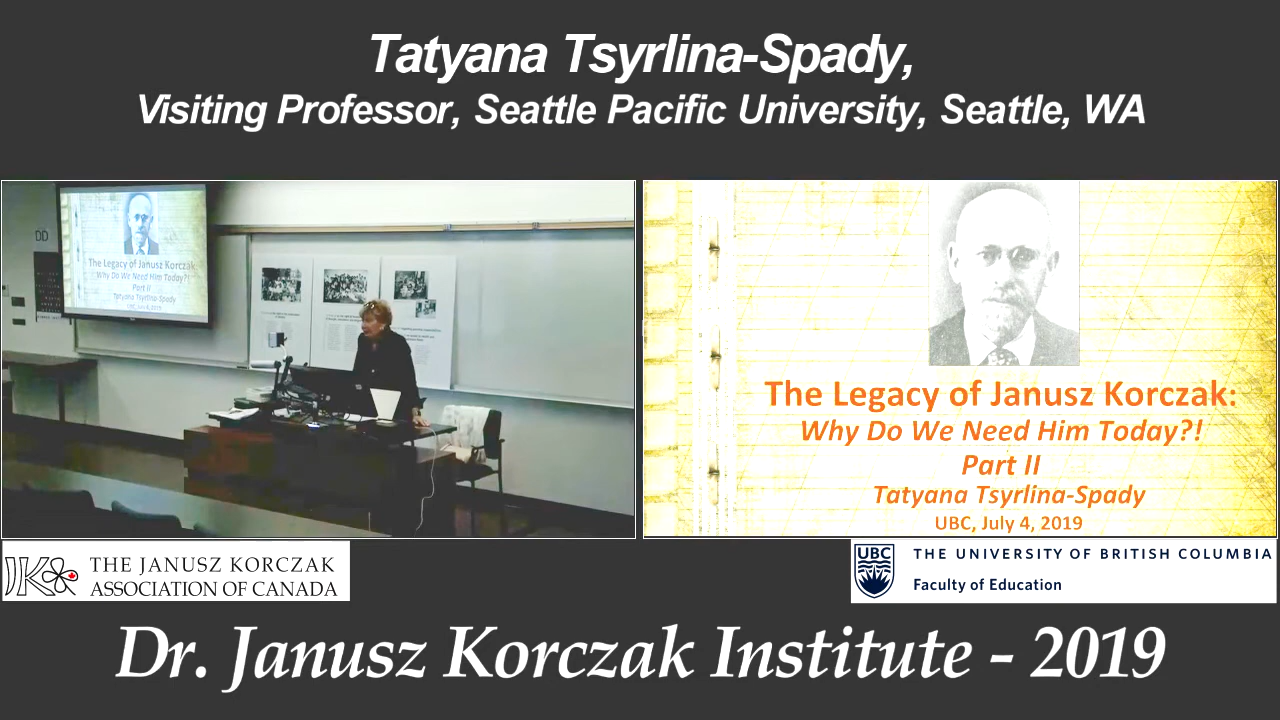 Tatyana Tsyrlina-Spady,
Visiting Professor, Seattle Pacific University, Seattle, WA
DD
The Legacy of Janusz Korczak:
Why Do We Need Him Today?!
Part II
Tatyana Tsyrlina-Spady
UBC, July 4, 2019
The Legacy of Janusz Korczak:
Why Do We Need Him Today?!
Part II
Tatyana Tsyrlina-Spady
UBC, July 4, 2019
JK
THE JANUSZ KORCZAK
ASSOCIATION OF CANADA
UBC
THE UNIVERSITY OF BRITISH COLUMBIA
Faculty of Education
Dr. Janusz Korczak Institute - 2019